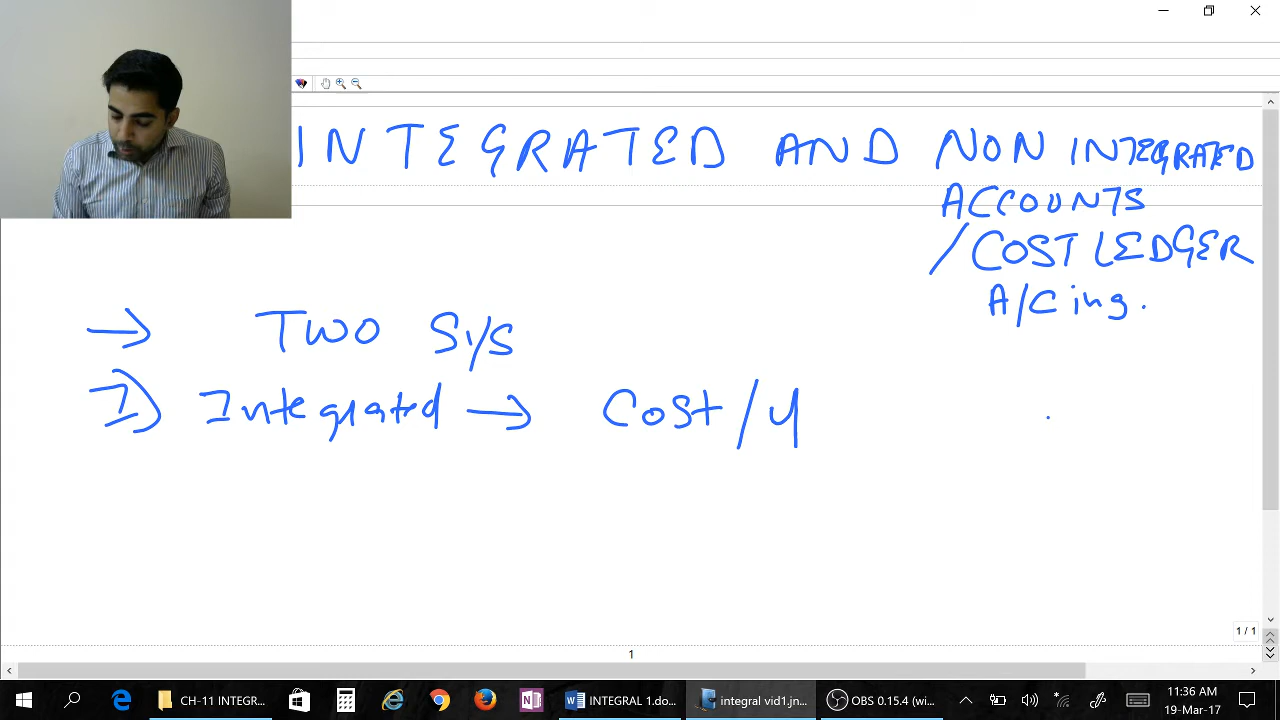 INTEGRATED AND NON INTEGRATED
ACCOUNTS
/COST LEDGER
A/C ing.
→ TWO SYS
I) Integrated → Cost/
1/1
1
CH-11 INTEGR...
INTEGRAL 1.do...
integral vid1.jn...
OBS 0.15.4 (wi...
11:36 AM
19-Mar-17